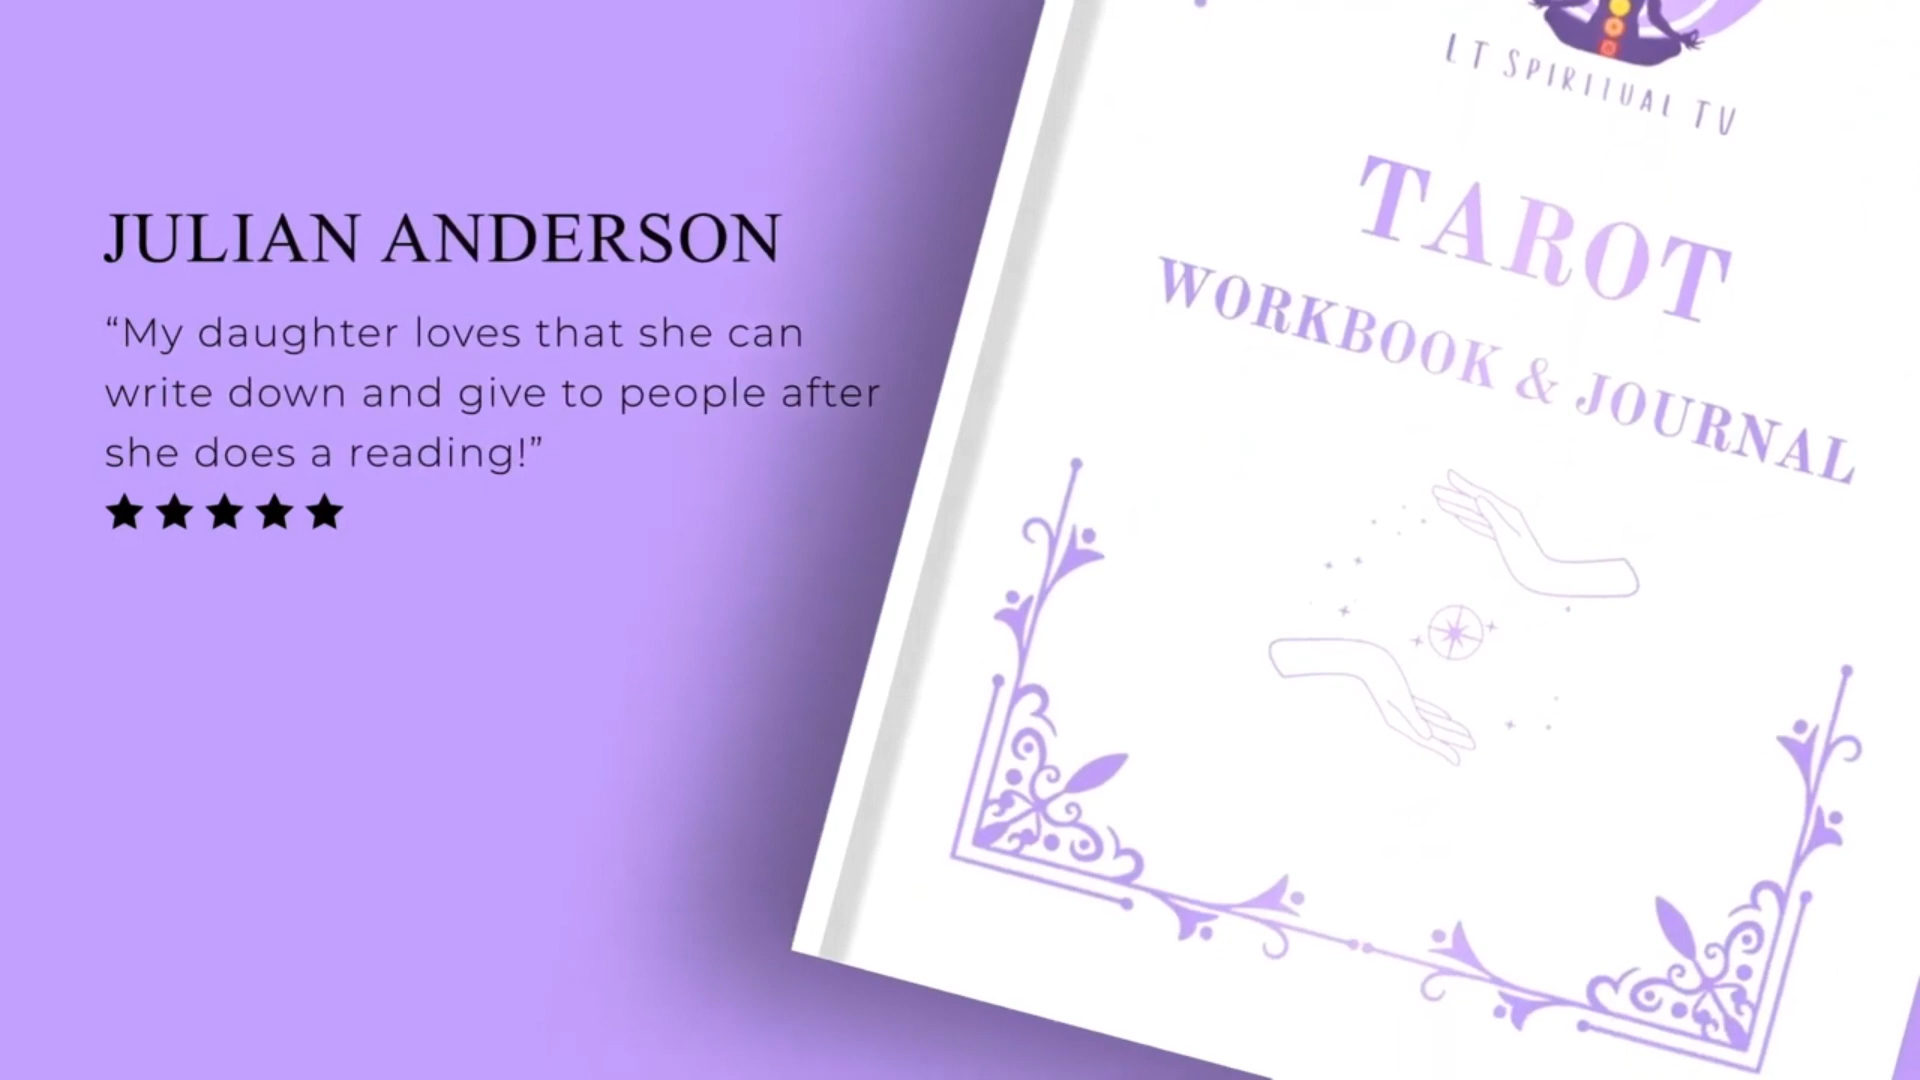 JULIAN ANDERSON
“My daughter loves that she can
write down and give to people after
she does a reading!”
LT SPIRITUAL TV
TAROT
WORKBOOK & JOURNAL